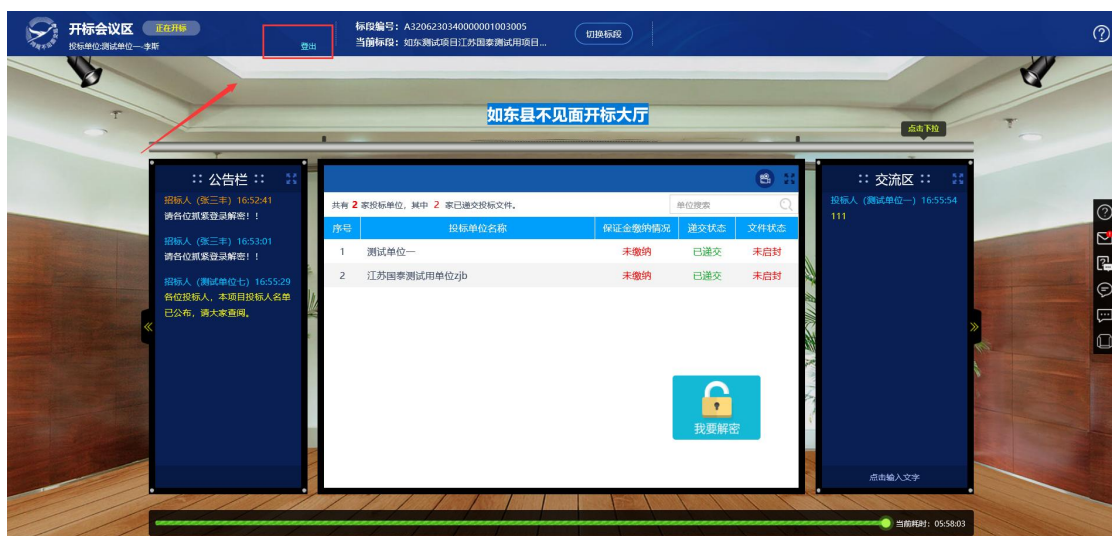 开标会议区 正在开标
投标单位:测试单位一-李斯
登出
标段编号：A3206230340000001003005
当前标段：如东测试项目江苏国泰测试用项目...
切换标段
如东县不见面开标大厅
点击下拉
:: 公告栏 ::
招标人（张三丰）16:52:41
请各位抓紧登录解密！！
招标人（张三丰）16:53:01
请各位抓紧登录解密！！
招标人（测试单位七）16:55:29
各位投标人，本项目投标人名单
已公布，请大家查阅。
共有 2 家投标单位，其中 2 家已递交投标文件。
单位搜索
序号 投标单位名称 保证金缴纳情况 递交状态 文件状态
1 测试单位一 未缴纳 已递交 未启封
2 江苏国泰测试用单位zjb 未缴纳 已递交 未启封
我要解密
:: 交流区 ::
投标人（测试单位一）16:55:54
111
点击输入文字
当前耗时：05:58:03